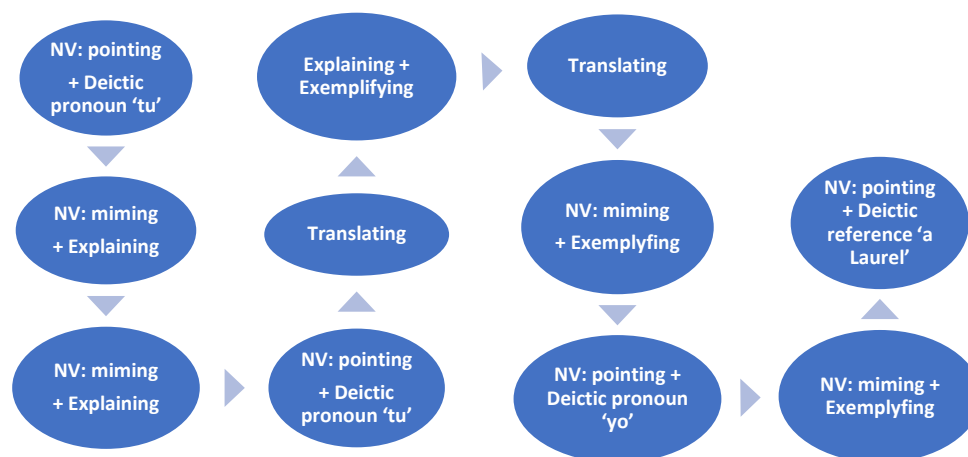 NV: pointing
+ Deictic
pronoun ‘tu’
NV: miming
+ Explaining
NV: miming
+ Explaining
NV: pointing
+ Deictic
pronoun ‘tu’
Translating
Explaining +
Exemplifying
Translating
NV: miming
+ Exemplyfing
NV: pointing +
Deictic pronoun
‘yo’
NV: miming +
Exemplyfing
NV: pointing
+ Deictic
reference ‘a
Laurel’